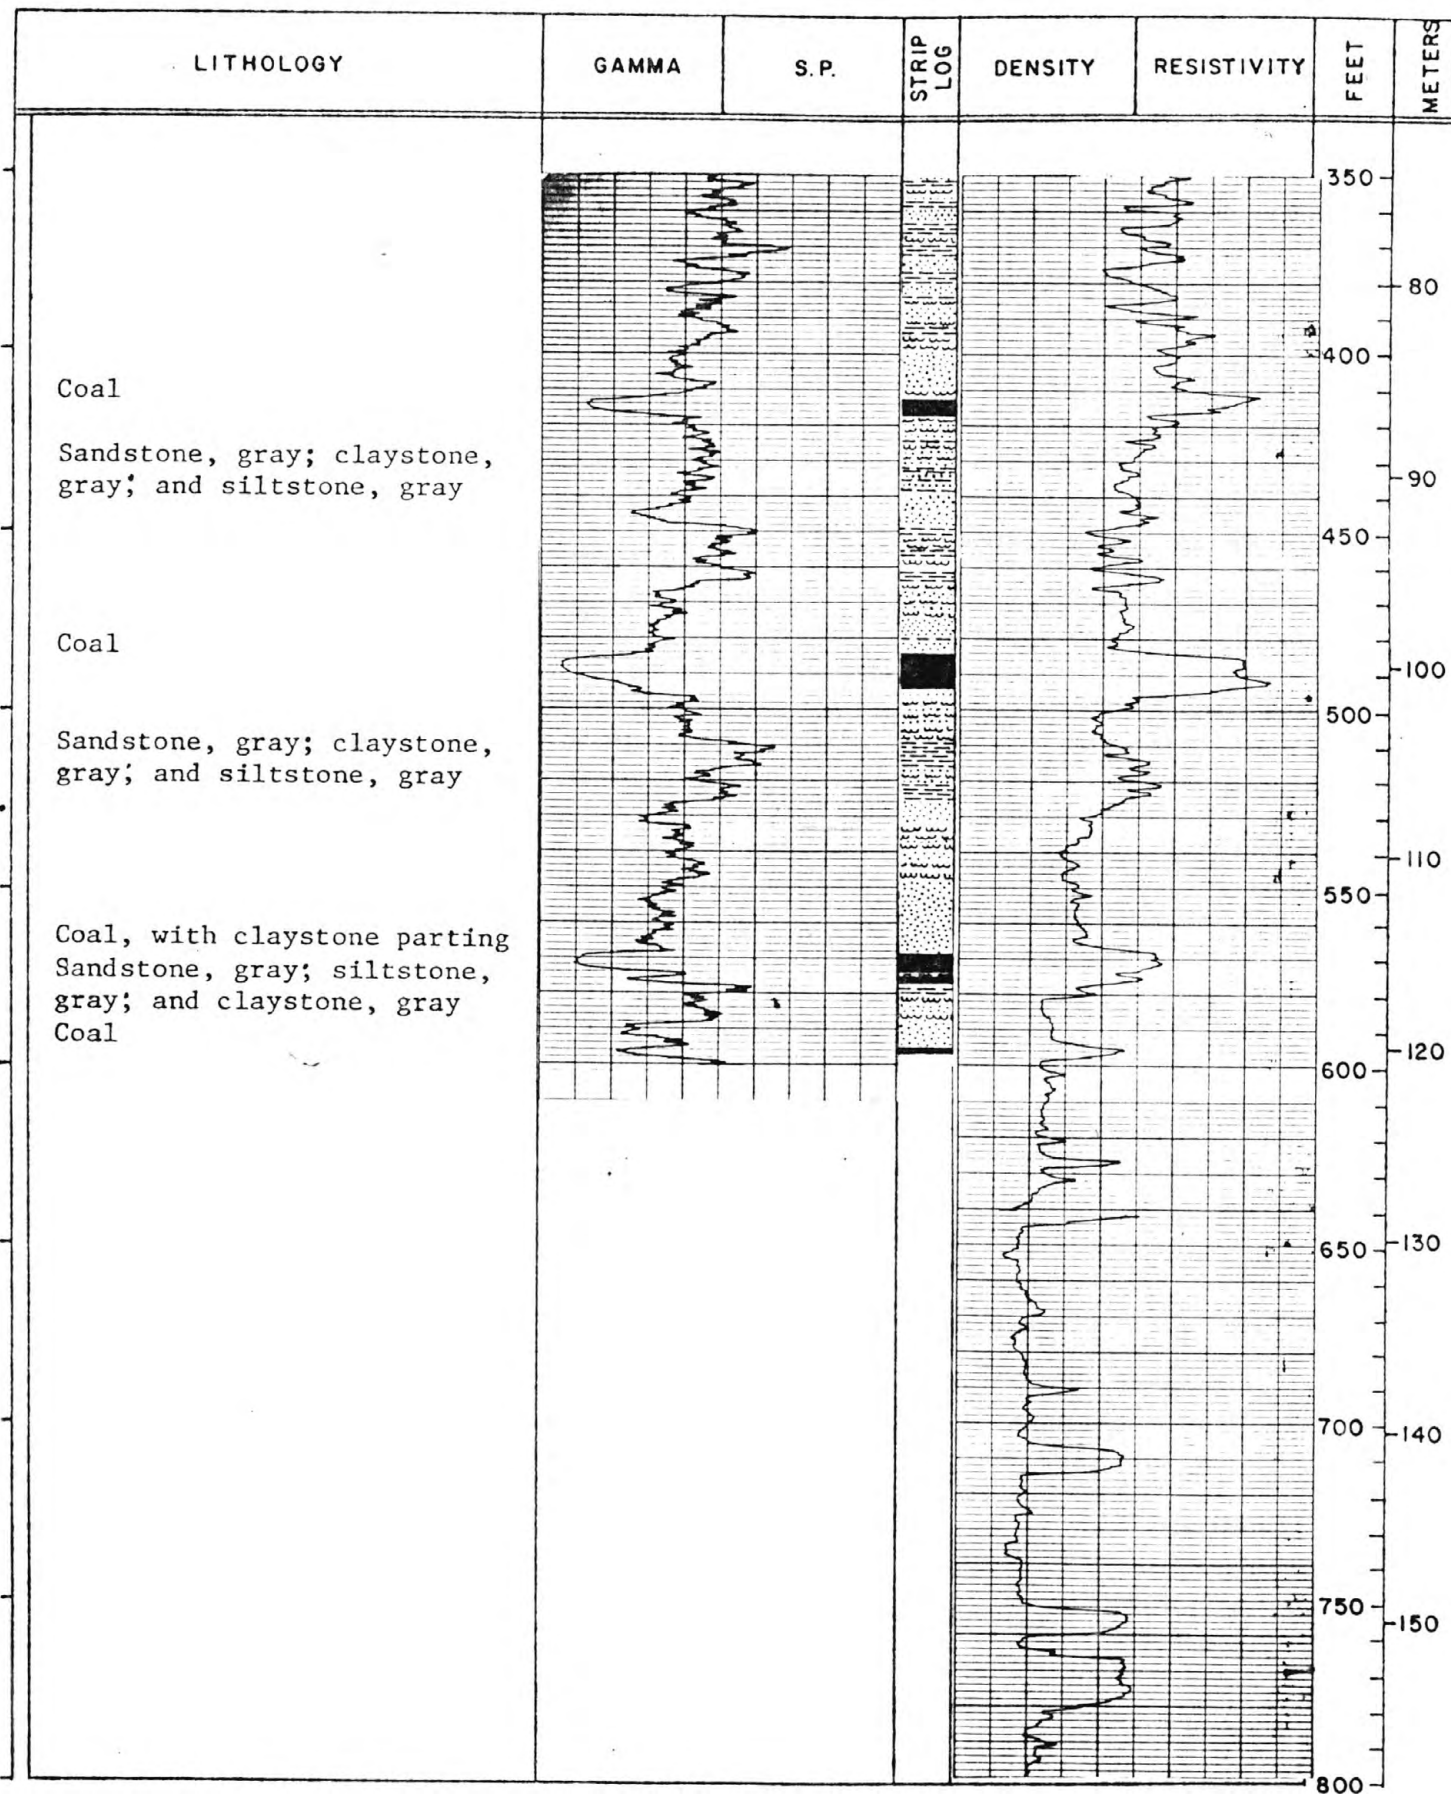 LITHOLOGY
GAMMA
S.P.
STRIP LOG
DENSITY
RESISTIVITY
FEET
METERS
Coal
Sandstone, gray; claystone,
gray; and siltstone, gray
Coal
Sandstone, gray; claystone,
gray; and siltstone, gray
Coal, with claystone parting
Sandstone, gray; siltstone,
gray; and claystone, gray
Coal
350
400
450
500
550
600
650
700
750
800
80
90
100
110
120
130
140
150